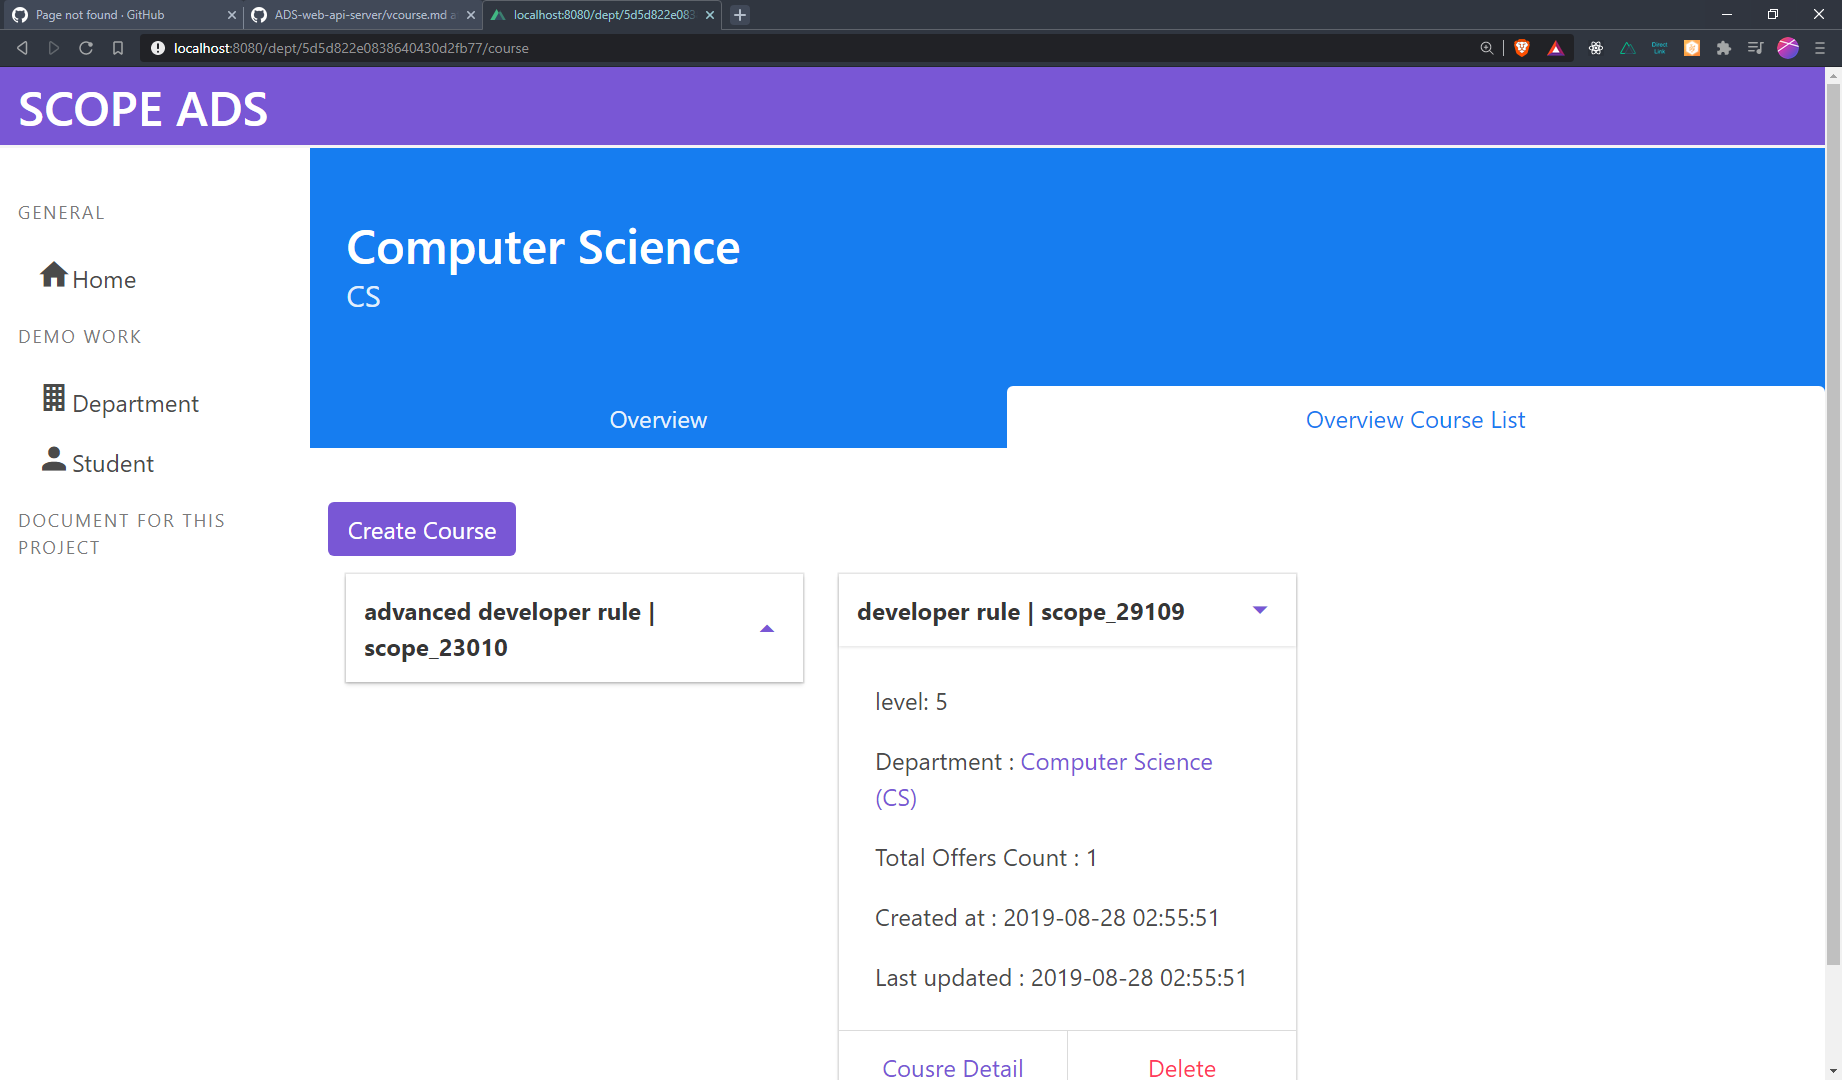 Page not found · GitHub
ADS-web-api-server/vcourse.md a
localhost:8080/dept/5d5d822e083
localhost:8080/dept/5d5d822e0838640430d2fb77/course
Direct
Link
SCOPE ADS
GENERAL
Home
DEMO WORK
Department
Student
DOCUMENT FOR THIS
PROJECT
Computer Science
CS
Overview
Overview Course List
Create Course
advanced developer rule |
scope_23010
developer rule | scope_29109
level: 5
Department : Computer Science
(CS)
Total Offers Count : 1
Created at : 2019-08-28 02:55:51
Last updated : 2019-08-28 02:55:51
Cousre Detail
Delete